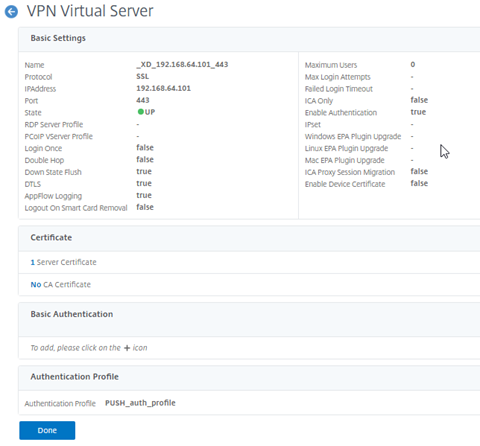 VPN Virtual Server
Basic Settings
Name _XD_192.168.64.101_443
Protocol SSL
IPAddress 192.168.64.101
Port 443
State UP
RDP Server Profile -
PCoIP VServer Profile -
Login Once false
Double Hop false
Down State Flush true
DTLS true
AppFlow Logging true
Logout On Smart Card Removal false
Maximum Users 0
Max Login Attempts -
Failed Login Timeout -
ICA Only false
Enable Authentication true
IPset -
Windows EPA Plugin Upgrade -
Linux EPA Plugin Upgrade -
Mac EPA Plugin Upgrade -
ICA Proxy Session Migration false
Enable Device Certificate false
Certificate
1 Server Certificate
No CA Certificate
Basic Authentication
To add, please click on the + icon
Authentication Profile
Authentication Profile PUSH_auth_profile
Done